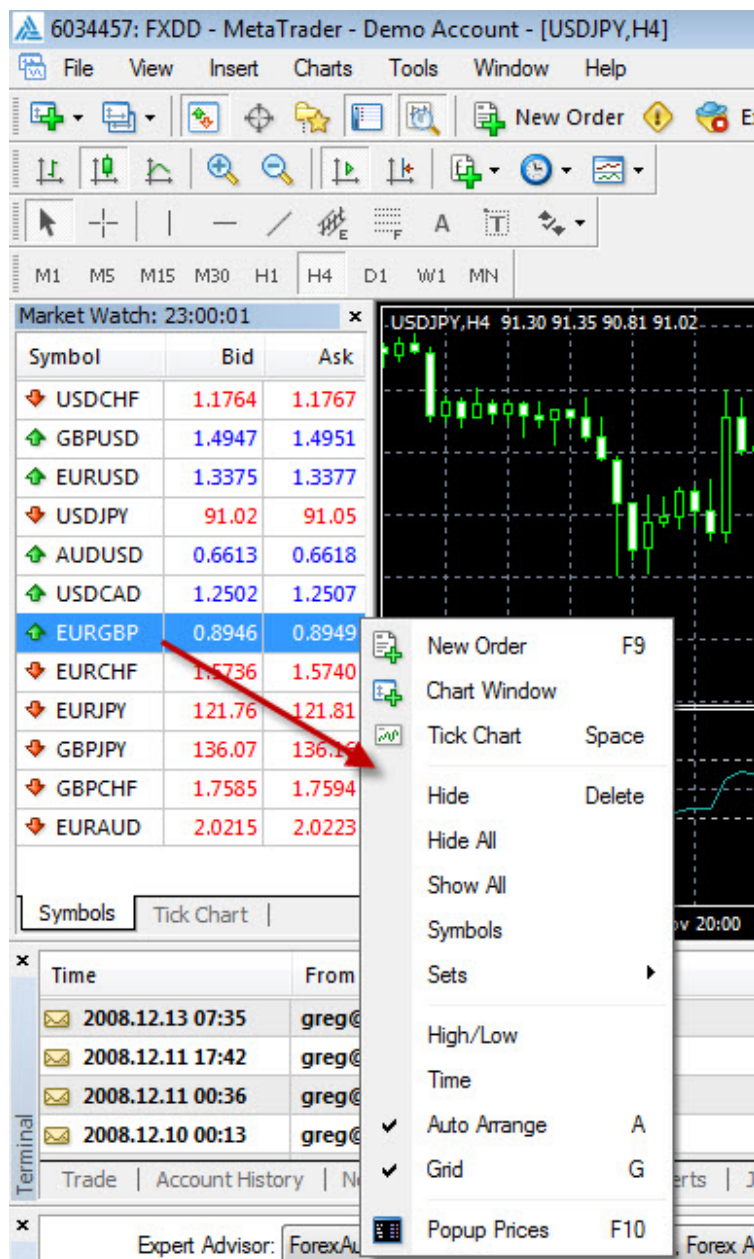 6034457: FXDD - MetaTrader - Demo Account - [USDJPY,H4]
File View Insert Charts Tools Window Help
New Order
A T
E F
M1 M5 M15 M30 H1 H4 D1 W1 MN
Market Watch: 23:00:01
USDJPY,H4 91.30 91.35 90.81 91.02
Symbol Bid Ask
USDCHF 1.1764 1.1767
GBPUSD 1.4947 1.4951
EURUSD 1.3375 1.3377
USDJPY 91.02 91.05
AUDUSD 0.6613 0.6618
USDCAD 1.2502 1.2507
EURGBP 0.8946 0.8949
EURCHF 1.5736 1.5740
EURJPY 121.76 121.81
GBPJPY 136.07
GBPCHF 1.7585 1.7594
EURAUD 2.0215 2.0223
Symbols Tick Chart
New Order F9
Chart Window
Tick Chart Space
Hide Delete
Hide All
Show All
Symbols
Sets
High/Low
Time
Auto Arrange A
Grid G
Popup Prices F10
20:00
Time From
2008.12.13 07:35 greg@
2008.12.11 17:42 greg@
2008.12.11 00:36 greg@
2008.12.10 00:13 greg@
Terminal
Trade Account History
Expert Advisor: Forex